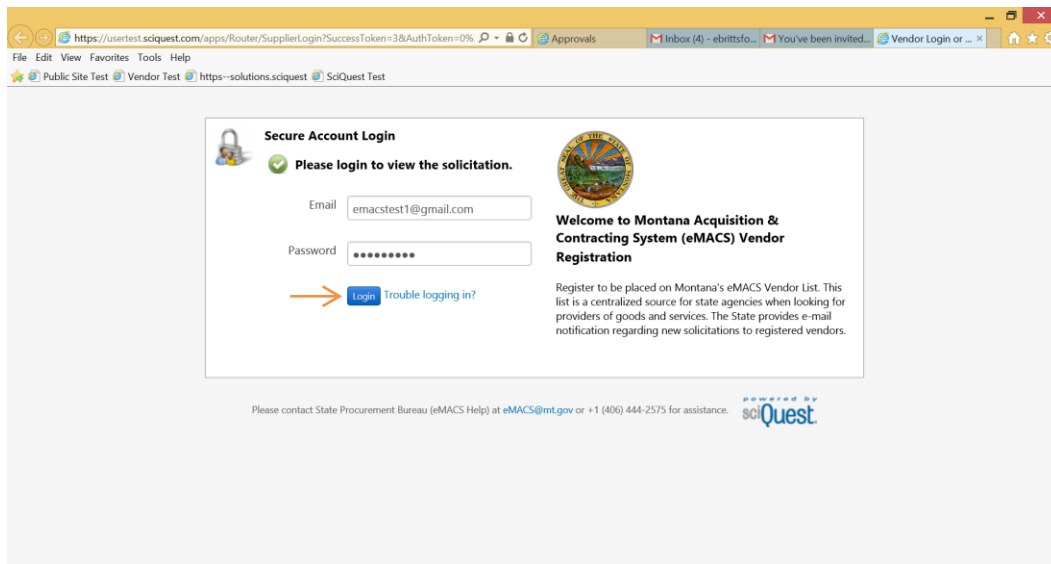 https://usertest.sciquest.com/apps/Router/SupplierLogin?SuccessToken=3&AuthToken=0%
Approvals
Inbox (4) - ebrittsfo...
You've been invited...
Vendor Login or ...
File Edit View Favorites Tools Help
Public Site Test Vendor Test https--solutions.sciquest SciQuest Test
Secure Account Login
Please login to view the solicitation.
Email emacstest1@gmail.com
Password
Login Trouble logging in?
Welcome to Montana Acquisition &
Contracting System (eMACS) Vendor
Registration
Register to be placed on Montana's eMACS Vendor List. This
list is a centralized source for state agencies when looking for
providers of goods and services. The State provides e-mail
notification regarding new solicitations to registered vendors.
Please contact State Procurement Bureau (eMACS Help) at eMACS@mt.gov or +1 (406) 444-2575 for assistance.
powered by
sciQuest.